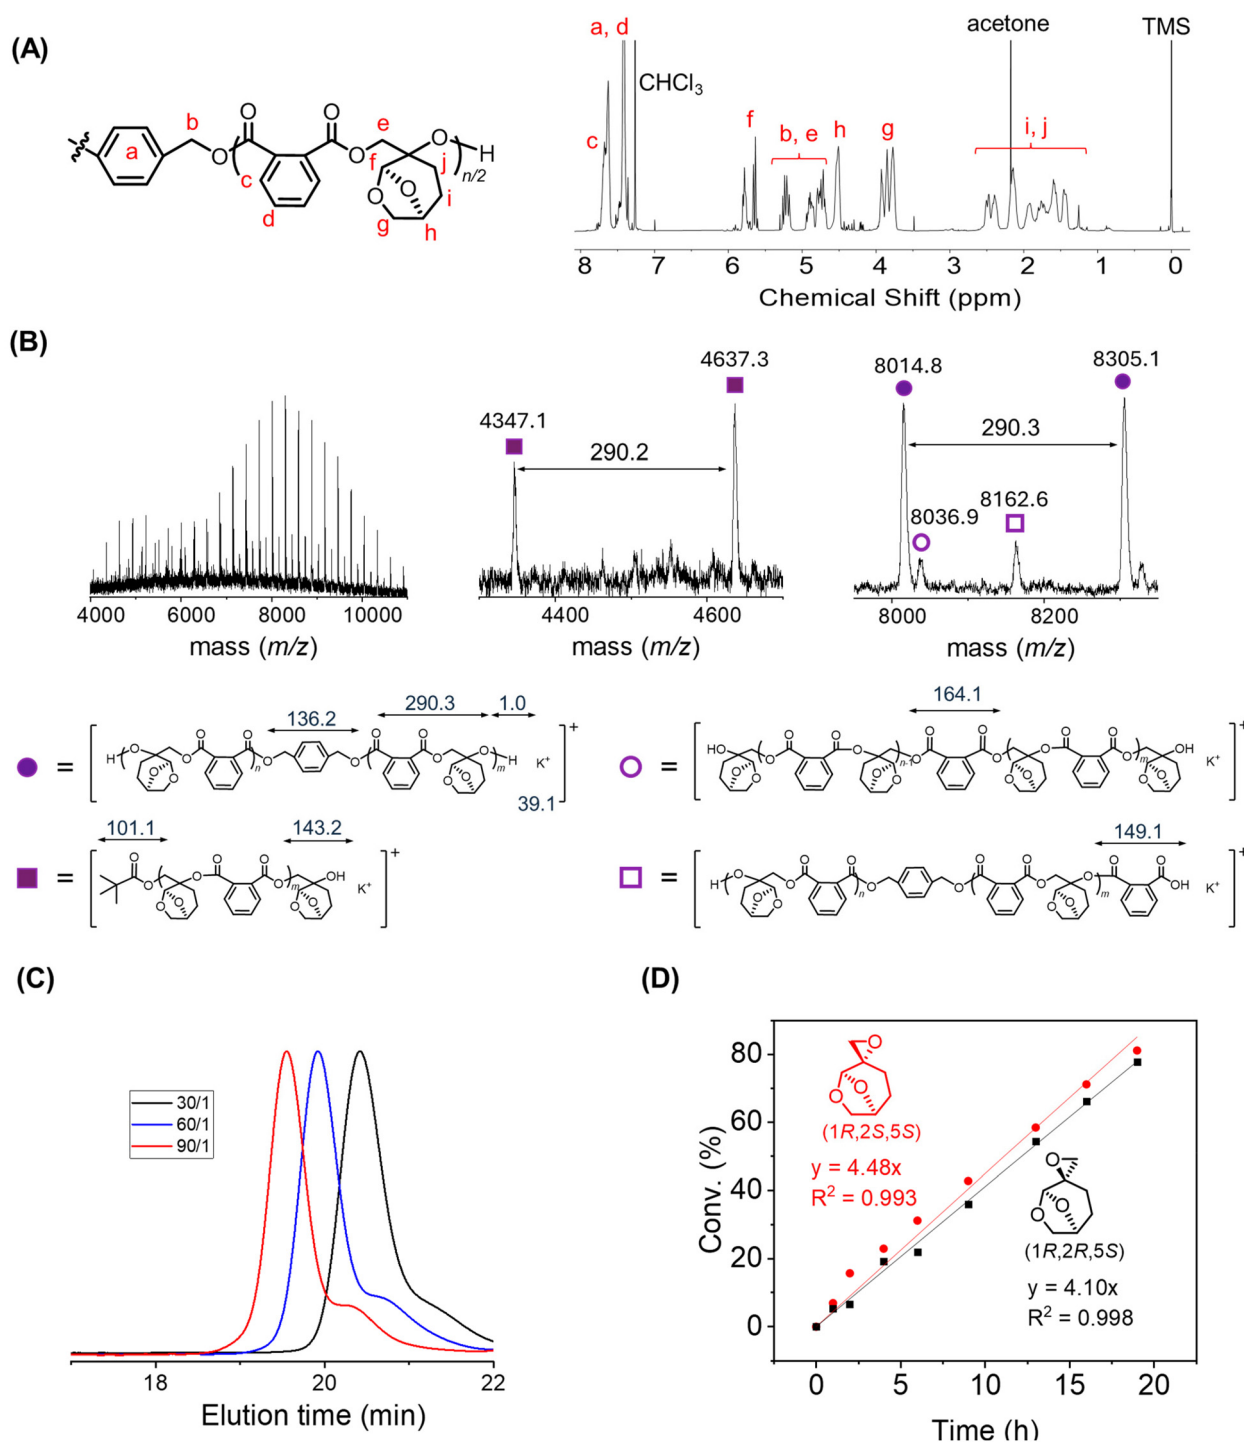 (A)
a
b
O
O
c
d
O
O
e
f
O
O
O
g
h
i
j
H
n/2
a, d
CHCl3
acetone
TMS
c
f
b, e
h
g
i, j
8 7 6 5 4 3 2 1 0
Chemical Shift (ppm)
(B)
4000 6000 8000 10000
mass (m/z)
4347.1
4637.3
290.2
4400 4600
mass (m/z)
8014.8
8305.1
290.3
8036.9
8162.6
8000 8200
mass (m/z)
136.2
290.3
1.0
= H O O O O O n O O O O O O O O m H K+ +
39.1
164.1
= HO O O O O O O n-1 O O O O O O O O m OH K+ +
101.1
143.2
= O O O O O O O m O O OH K+ +
149.1
= H O O O O O n O O O O O O O O m O O OH K+ +
(C)
30/1
60/1
90/1
18 20 22
Elution time (min)
(D)
Conv. (%)
80
60
40
20
0
O
O
O
(1R,2S,5S)
y = 4.48x
R2 = 0.993
O
O
O
(1R,2R,5S)
y = 4.10x
R2 = 0.998
0 5 10 15 20
Time (h)